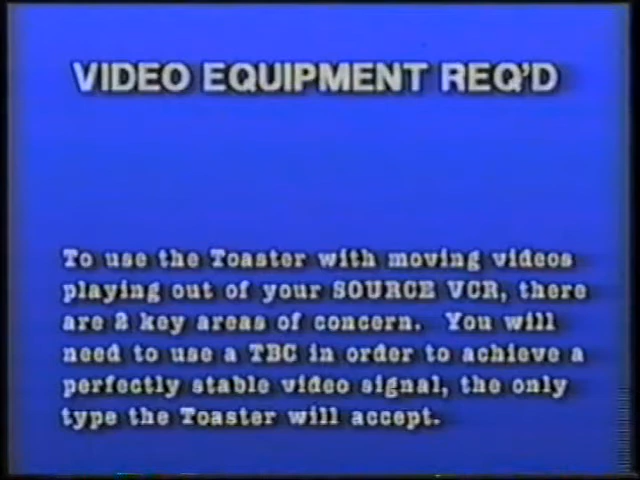 VIDEO EQUIPMENT REQ'D
To use the Toaster with moving videos
playing out of your SOURCE VCR, there
are 2 key areas of concern. You will
need to use a TBC in order to achieve a
perfectly stable video signal, the only
type the Toaster will accept.